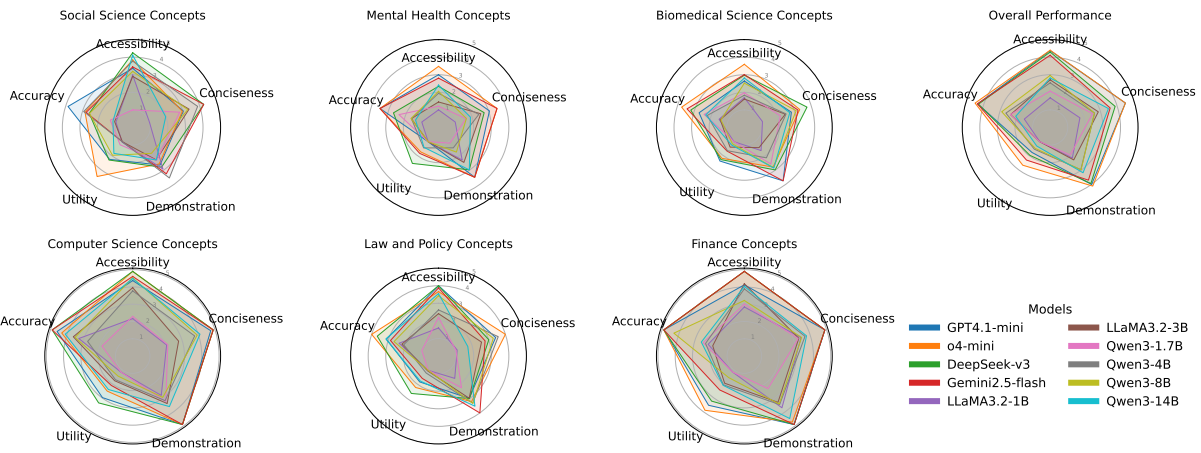 Social Science Concepts
Accessibility
Conciseness
Accuracy
Utility
Demonstration
Mental Health Concepts
Accessibility
Conciseness
Accuracy
Utility
Demonstration
Biomedical Science Concepts
Accessibility
Conciseness
Accuracy
Utility
Demonstration
Overall Performance
Accessibility
Conciseness
Accuracy
Utility
Demonstration
Computer Science Concepts
Accessibility
Conciseness
Accuracy
Utility
Demonstration
Law and Policy Concepts
Accessibility
Conciseness
Accuracy
Utility
Demonstration
Finance Concepts
Accessibility
Conciseness
Accuracy
Utility
Demonstration
Models
GPT4.1-mini
o4-mini
DeepSeek-v3
Gemini2.5-flash
LLaMA3.2-1B
LLaMA3.2-3B
Qwen3-1.7B
Qwen3-4B
Qwen3-8B
Qwen3-14B